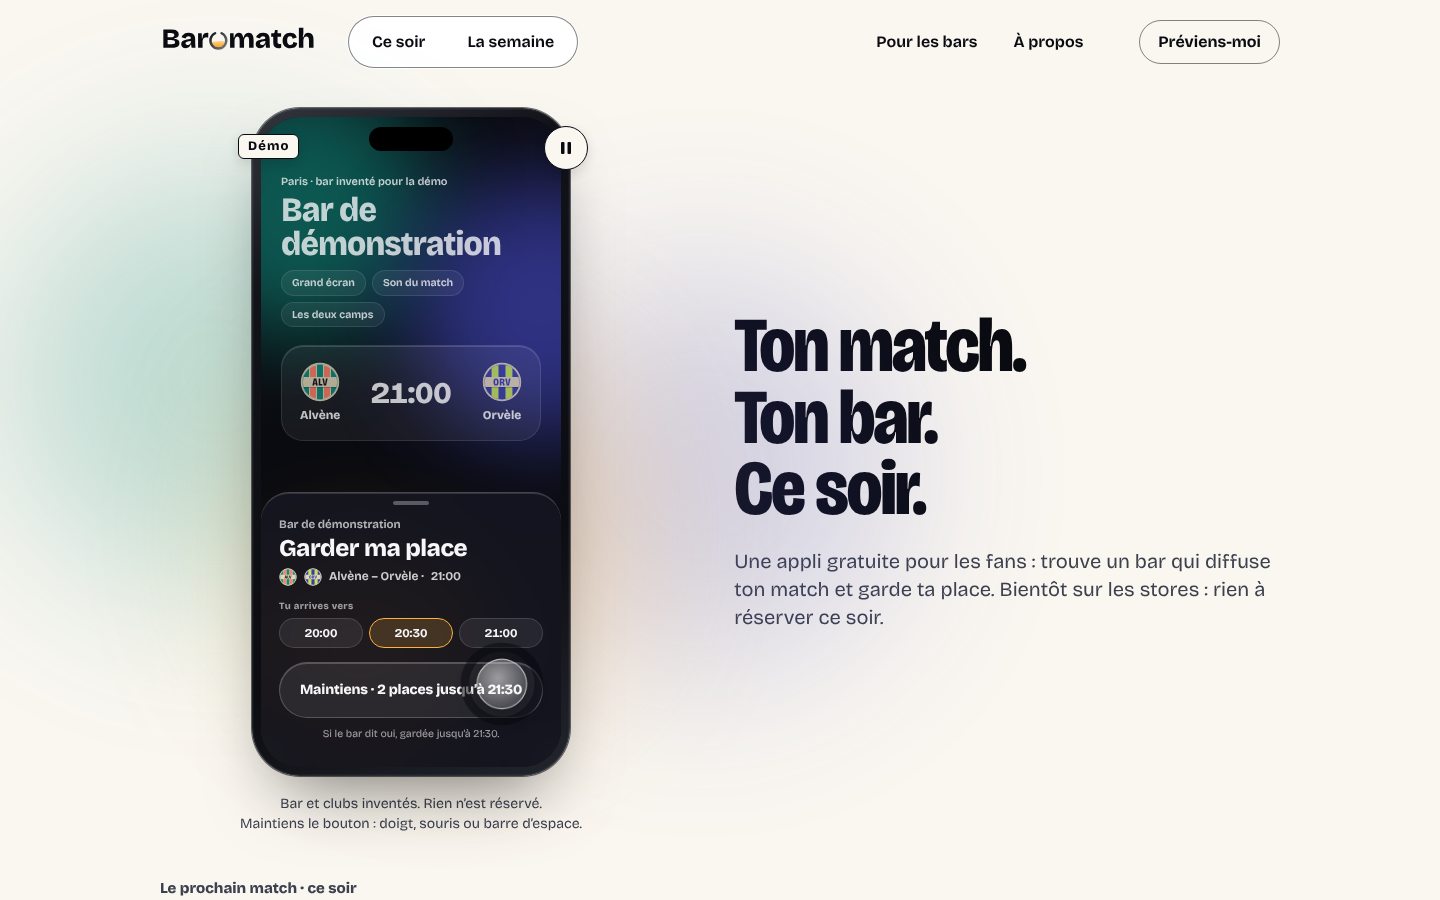 Baromatch
Ce soir
La semaine
Pour les bars
À propos
Préviens-moi
Démo
Paris · bar inventé pour la démo
Bar de
démonstration
Grand écran
Son du match
Les deux camps
ALV
21:00
ORV
Alvène
Orvèle
Bar de démonstration
Garder ma place
Alvène – Orvèle · 21:00
Tu arrives vers
20:00
20:30
21:00
Maintiens · 2 places jusqu'à 21:30
Si le bar dit oui, gardée jusqu'à 21:30.
Bar et clubs inventés. Rien n'est réservé.
Maintiens le bouton : doigt, souris ou barre d'espace.
Ton match.
Ton bar.
Ce soir.
Une appli gratuite pour les fans : trouve un bar qui diffuse
ton match et garde ta place. Bientôt sur les stores : rien à
réserver ce soir.
Le prochain match · ce soir